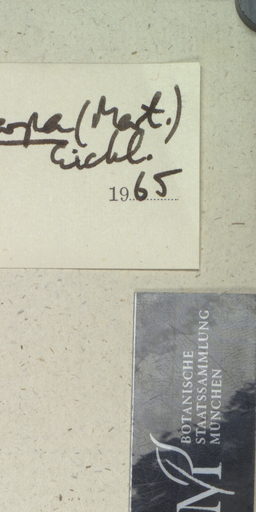 (Mart.)
Eichl.
1965
BOTANISCHE
STAATSSAMMLUNG
MÜNCHEN
M